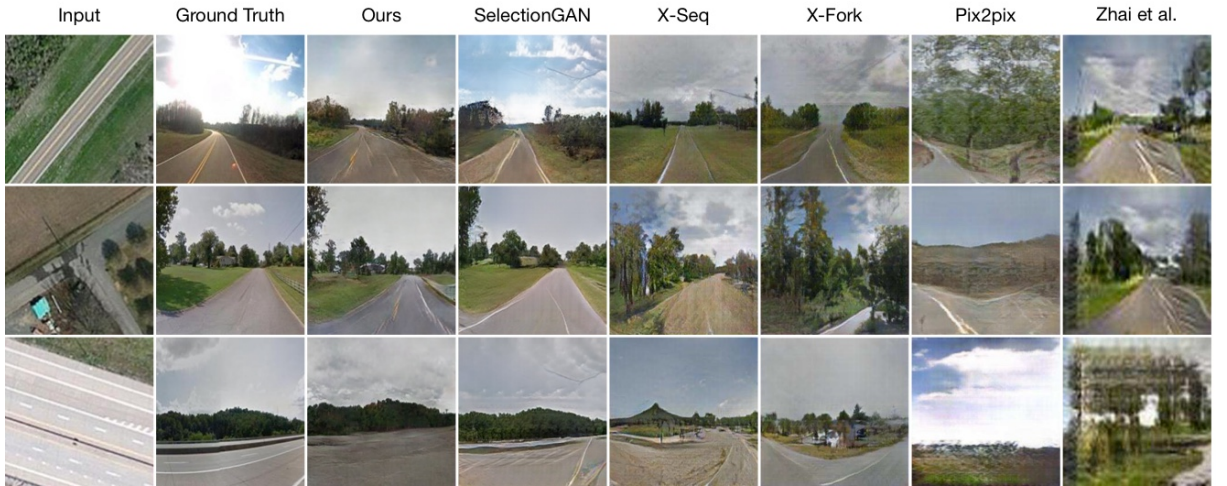 Input Ground Truth Ours SelectionGAN X-Seq X-Fork Pix2pix Zhai et al.